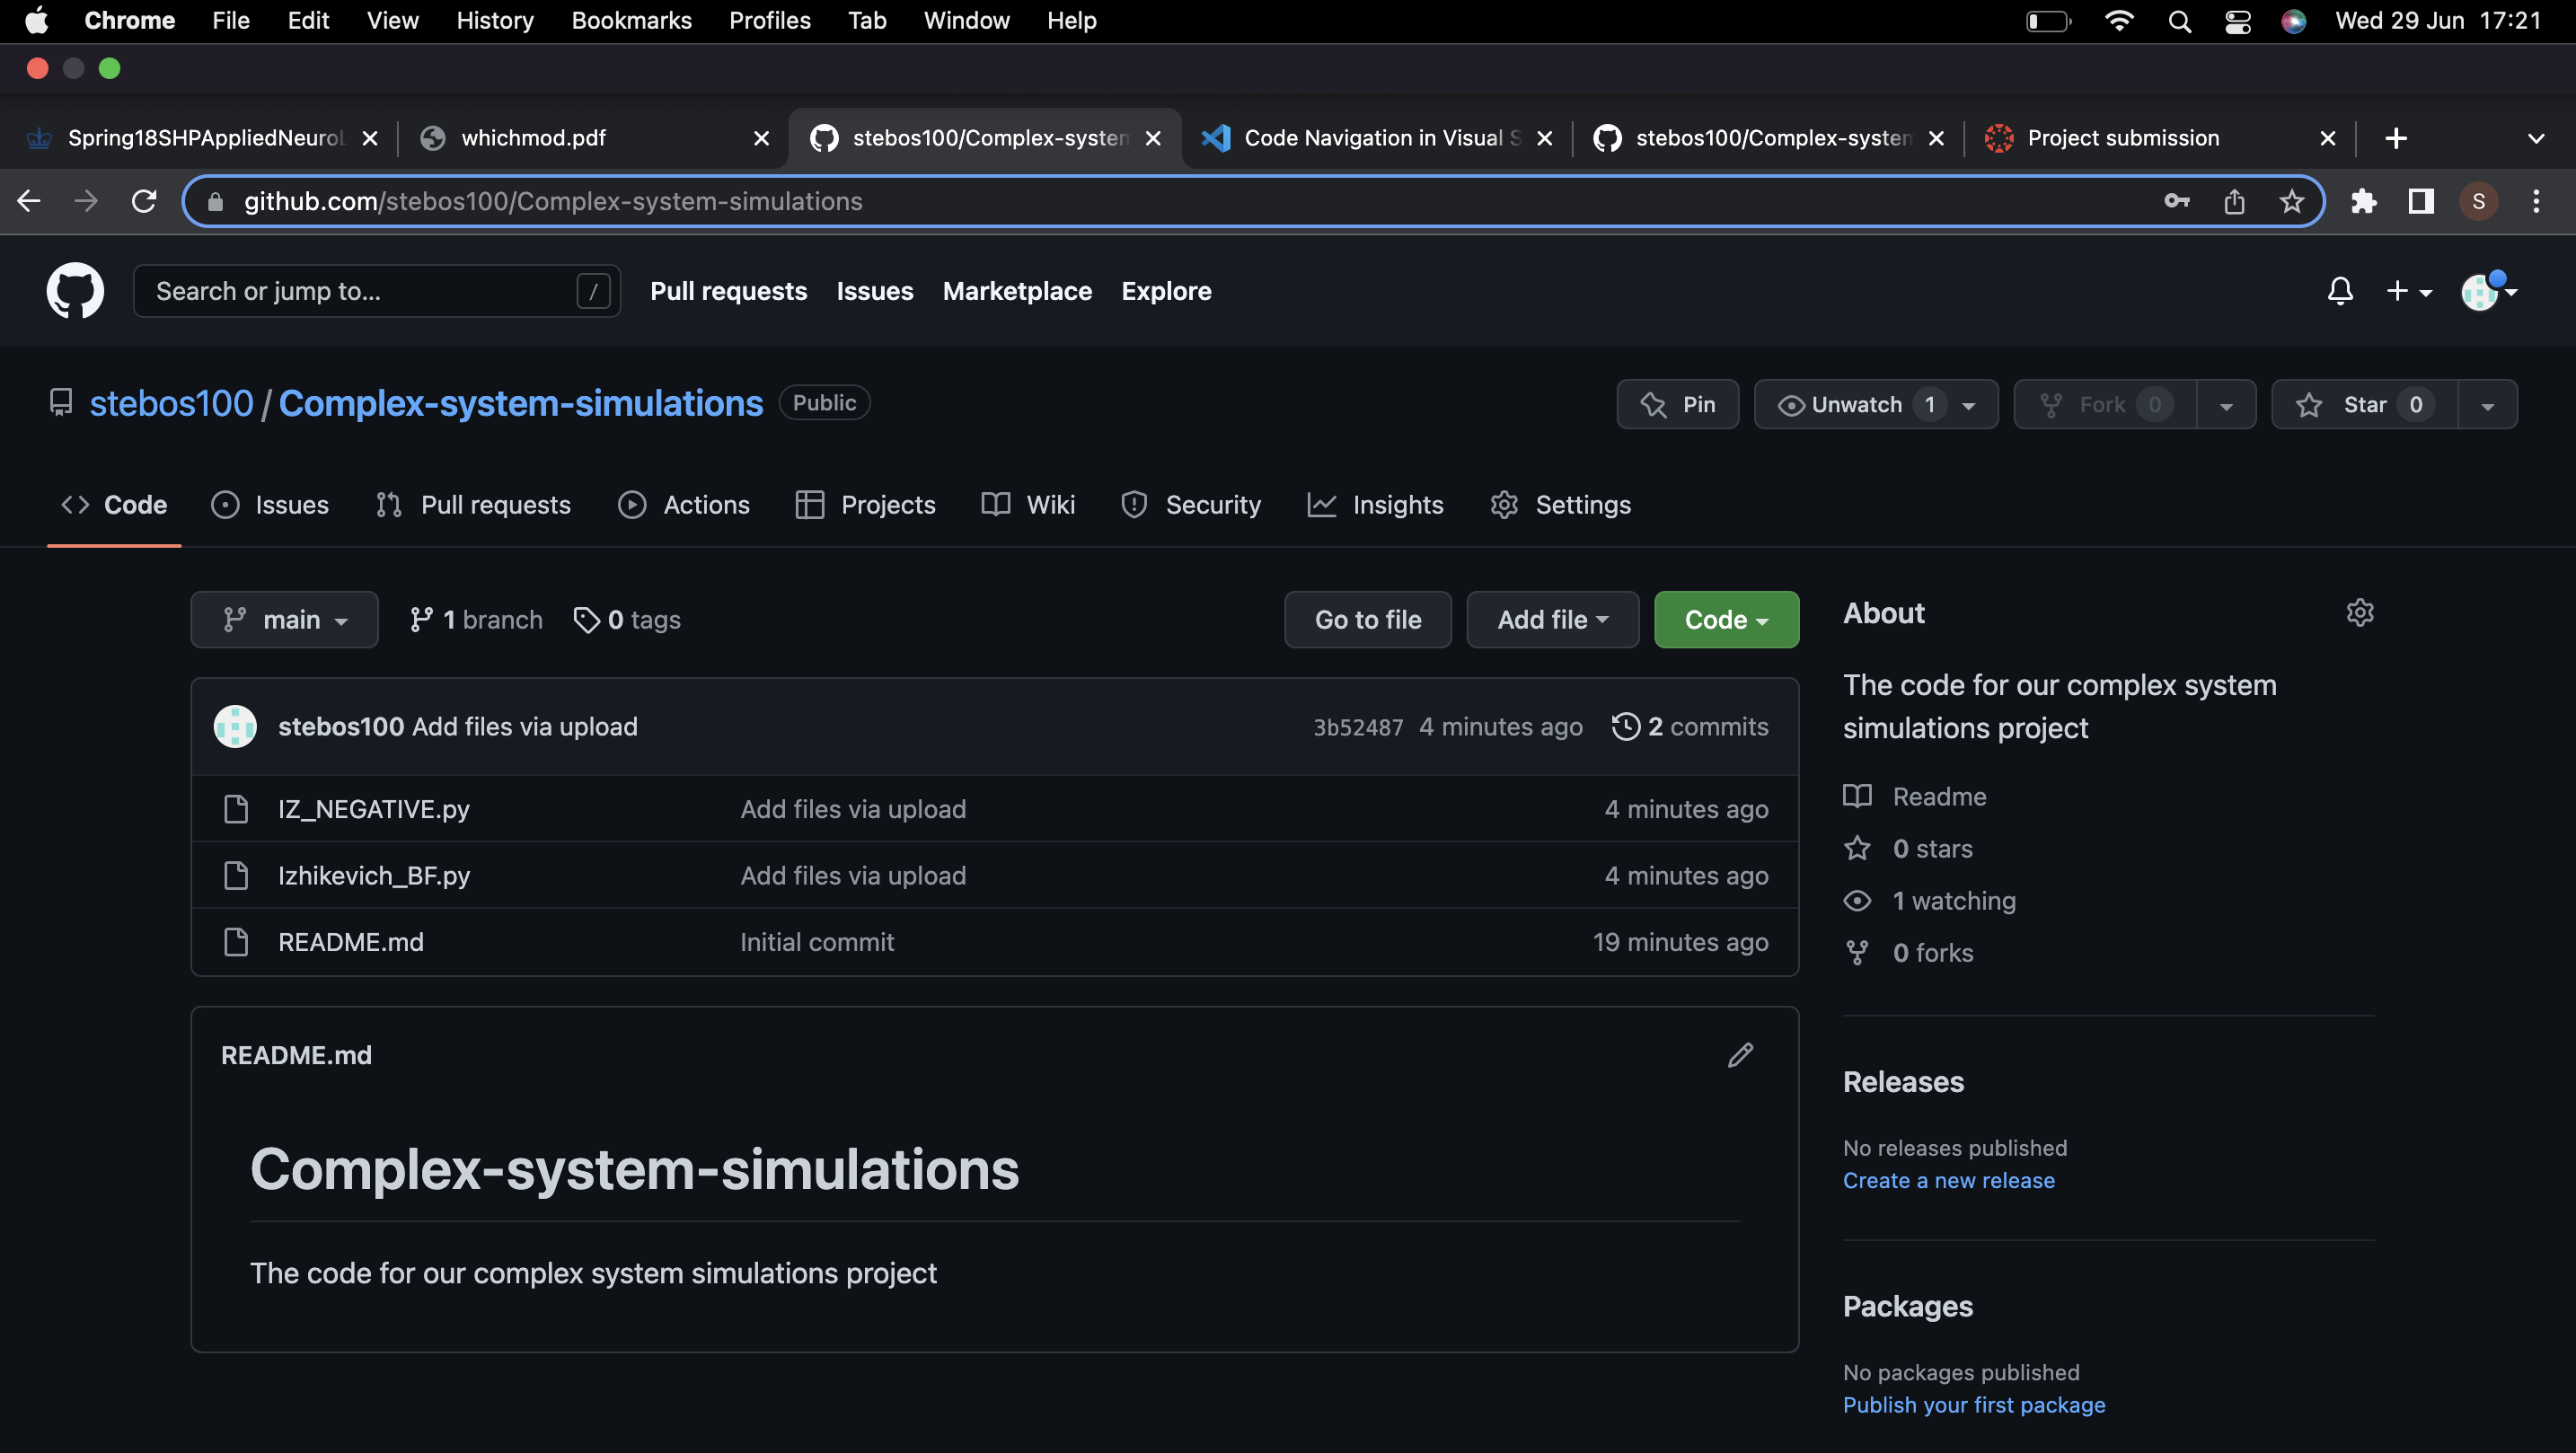 Chrome File Edit View History Bookmarks Profiles Tab Window Help Wed 29 Jun 17:21
Spring18SHPAppliedNeuroL whichmod.pdf stebos100/Complex-system Code Navigation in Visual S stebos100/Complex-system Project submission
github.com/stebos100/Complex-system-simulations S
Search or jump to... / Pull requests Issues Marketplace Explore
stebos100 / Complex-system-simulations Public Pin Unwatch 1 Fork 0 Star 0
Code Issues Pull requests Actions Projects Wiki Security Insights Settings
main 1 branch 0 tags Go to file Add file Code
stebos100 Add files via upload 3b52487 4 minutes ago 2 commits
IZ_NEGATIVE.py Add files via upload 4 minutes ago
Izhikevich_BF.py Add files via upload 4 minutes ago
README.md Initial commit 19 minutes ago
README.md
Complex-system-simulations
The code for our complex system simulations project
About
The code for our complex system
simulations project
Readme
0 stars
1 watching
0 forks
Releases
No releases published
Create a new release
Packages
No packages published
Publish your first package